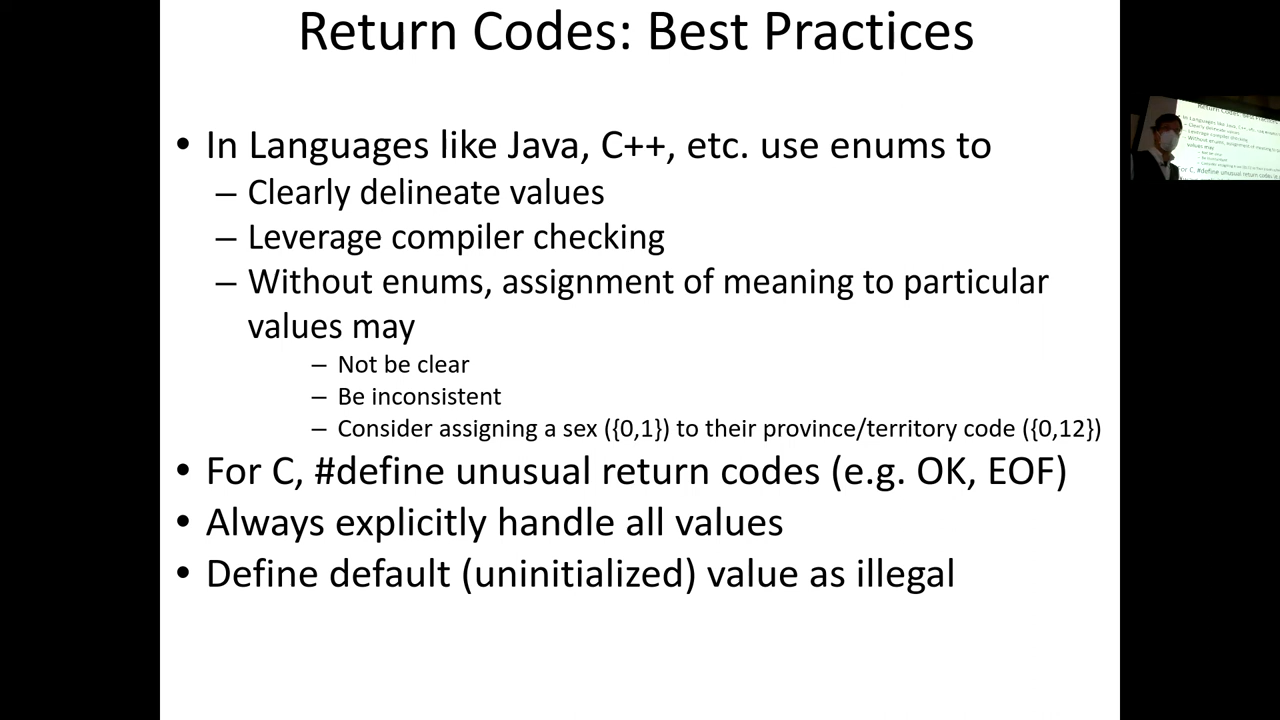 Return Codes: Best Practices
• In Languages like Java, C++, etc. use enums to
– Clearly delineate values
– Leverage compiler checking
– Without enums, assignment of meaning to particular
values may
– Not be clear
– Be inconsistent
– Consider assigning a sex ({0,1}) to their province/territory code ({0,12})
• For C, #define unusual return codes (e.g. OK, EOF)
• Always explicitly handle all values
• Define default (uninitialized) value as illegal